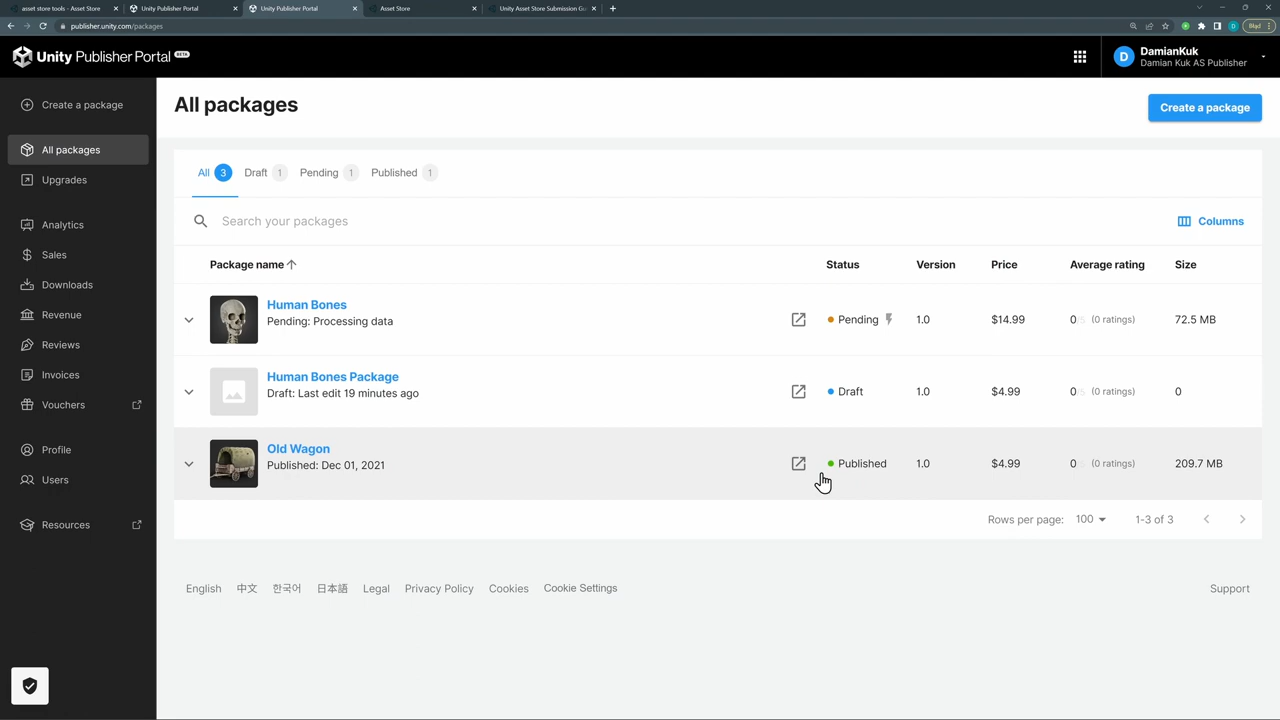 asset store tools - Asset Store
Unity Publisher Portal
Unity Publisher Portal
Asset Store
Unity Asset Store Submission Gu
publisher.unity.com/packages
D
Błąd
Unity Publisher Portal BETA
D
DamianKuk
Damian Kuk AS Publisher
Create a package
All packages
Upgrades
Analytics
Sales
Downloads
Revenue
Reviews
Invoices
Vouchers
Profile
Users
Resources
All packages
Create a package
All 3 Draft 1 Pending 1 Published 1
Search your packages
Columns
Package name Status Version Price Average rating Size
Human Bones
Pending: Processing data
Pending 1.0 $14.99 0/5 (0 ratings) 72.5 MB
Human Bones Package
Draft: Last edit 19 minutes ago
Draft 1.0 $4.99 0/5 (0 ratings) 0
Old Wagon
Published: Dec 01, 2021
Published 1.0 $4.99 0/5 (0 ratings) 209.7 MB
Rows per page: 100 1-3 of 3
English 中文 한국어 日本語 Legal Privacy Policy Cookies Cookie Settings Support